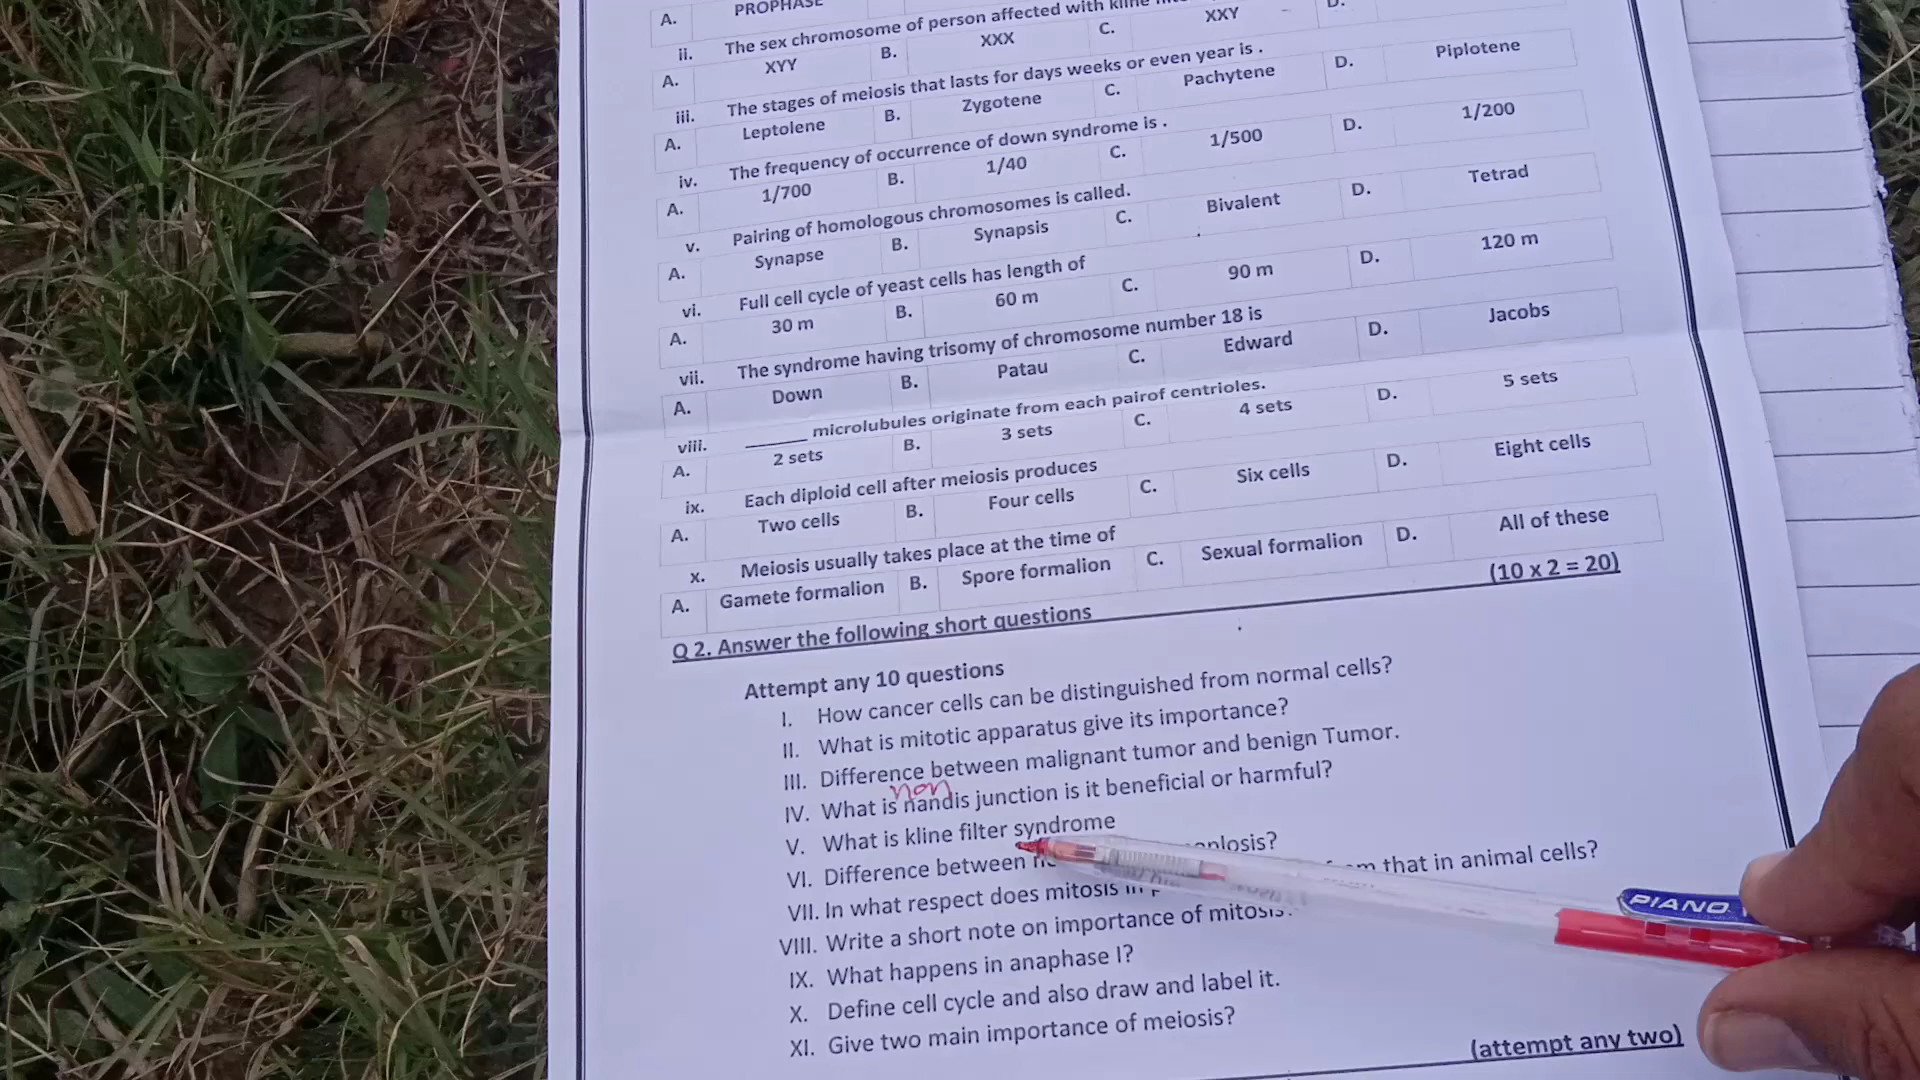 A. PROPHASE
ii. The sex chromosome of person affected with
A. XYY B. XXX C. XXY D.
iii. The stages of meiosis that lasts for days weeks or even year is .
A. Leptolene B. Zygotene C. Pachytene D. Piplotene
iv. The frequency of occurrence of down syndrome is .
A. 1/700 B. 1/40 C. 1/500 D. 1/200
v. Pairing of homologous chromosomes is called.
A. Synapse B. Synapsis C. Bivalent D. Tetrad
vi. Full cell cycle of yeast cells has length of
A. 30 m B. 60 m C. 90 m D. 120 m
vii. The syndrome having trisomy of chromosome number 18 is
A. Down B. Patau C. Edward D. Jacobs
viii. ______ microlubules originate from each pairof centrioles.
A. 2 sets B. 3 sets C. 4 sets D. 5 sets
ix. Each diploid cell after meiosis produces
A. Two cells B. Four cells C. Six cells D. Eight cells
x. Meiosis usually takes place at the time of
A. Gamete formalion B. Spore formalion C. Sexual formalion D. All of these
Q 2. Answer the following short questions (10 x 2 = 20)
Attempt any 10 questions
I. How cancer cells can be distinguished from normal cells?
II. What is mitotic apparatus give its importance?
III. Difference between malignant tumor and benign Tumor.
non
IV. What is nandis junction is it beneficial or harmful?
V. What is kline filter syndrome
VI. Difference between
VII. In what respect does mitosis in that in animal cells?
VIII. Write a short note on importance of mitosis.
IX. What happens in anaphase I?
X. Define cell cycle and also draw and label it.
XI. Give two main importance of meiosis?
(attempt any two)
PIANO